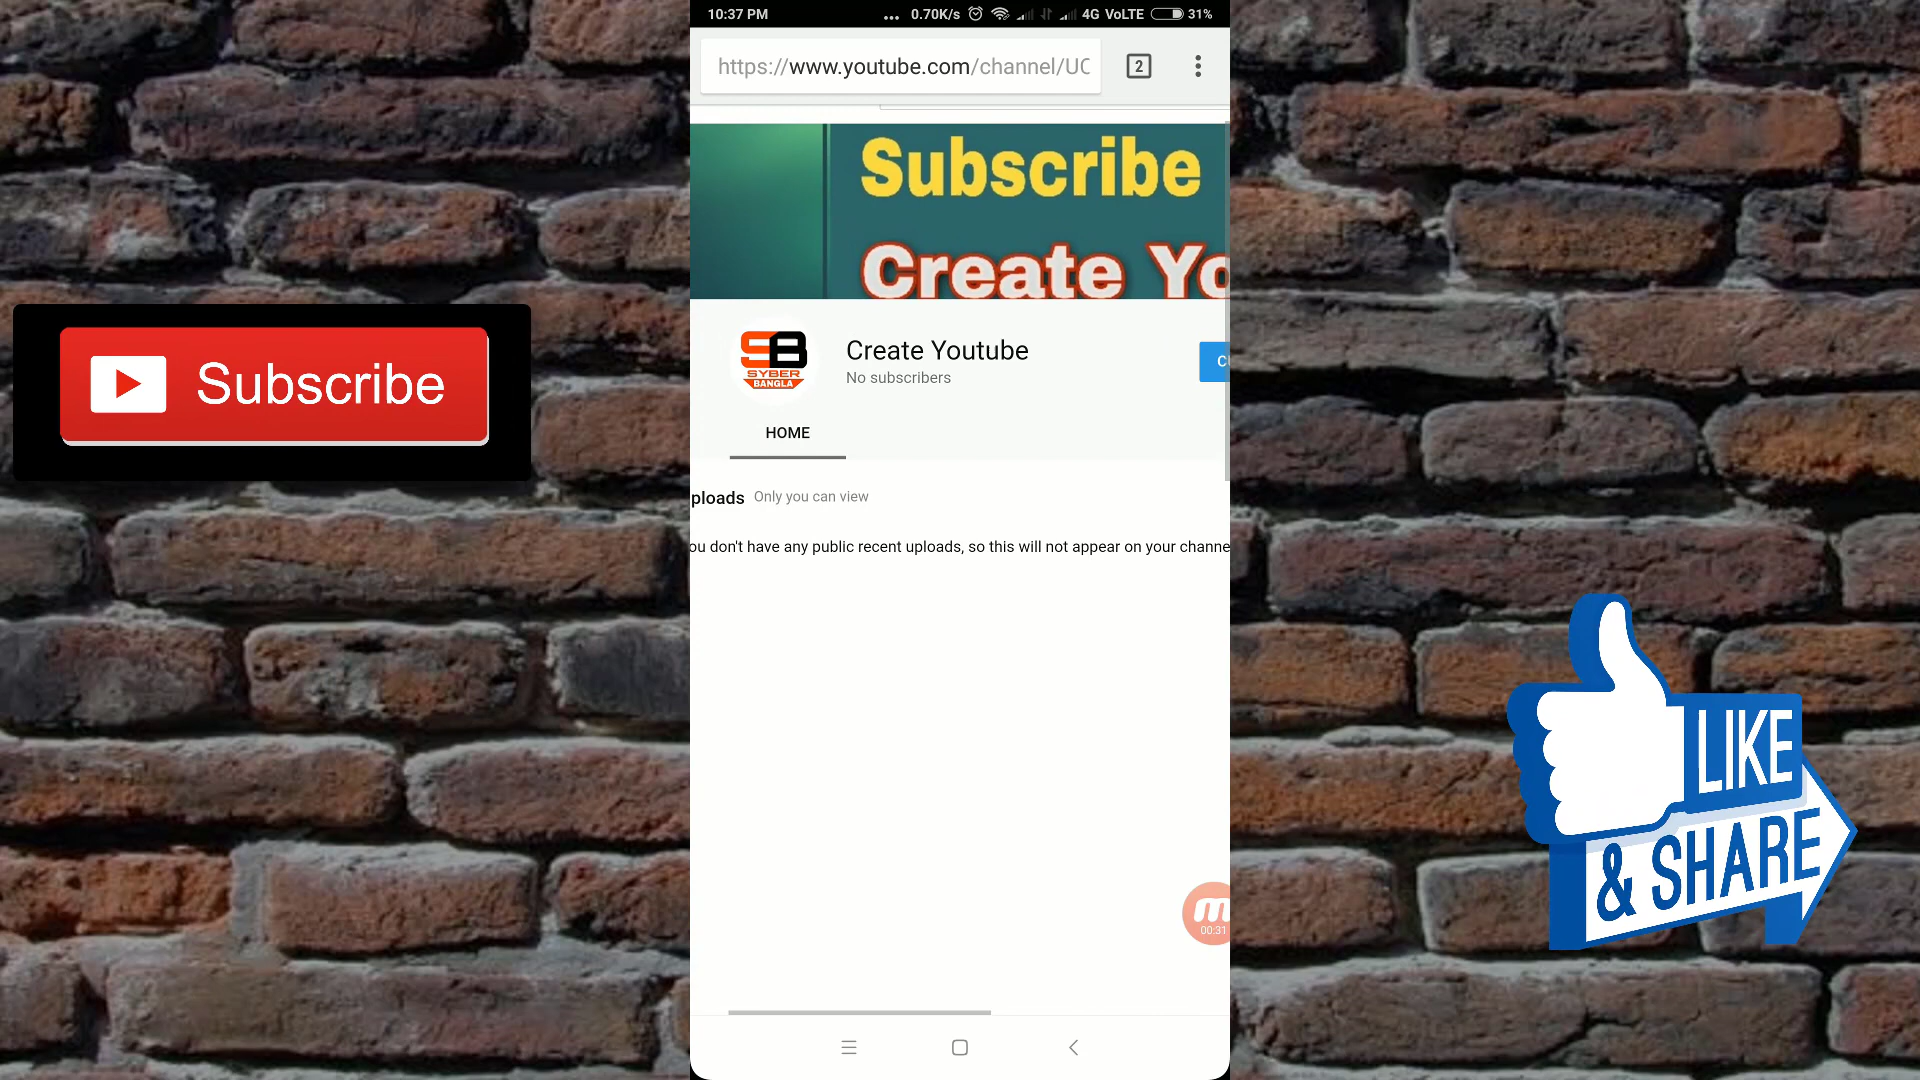 10:37 PM ... 0.70K/s 4G VoLTE 31%
https://www.youtube.com/channel/UC
2
Subscribe
Create Yo
SB
SYBER
BANGLA
Create Youtube
No subscribers
C
HOME
ploads Only you can view
ou don't have any public recent uploads, so this will not appear on your channe
Subscribe
LIKE
& SHARE
m
00:31